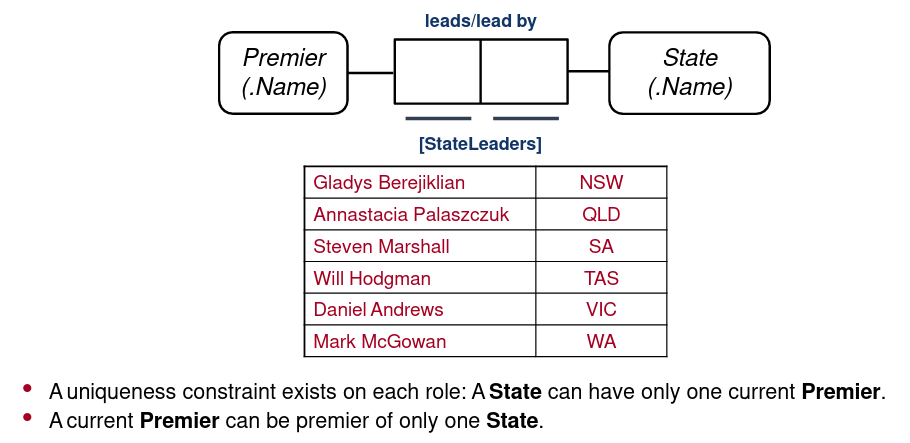 leads/lead by
Premier
(.Name)
State
(.Name)
[StateLeaders]
Gladys Berejiklian NSW
Annastacia Palaszczuk QLD
Steven Marshall SA
Will Hodgman TAS
Daniel Andrews VIC
Mark McGowan WA
• A uniqueness constraint exists on each role: A State can have only one current Premier.
• A current Premier can be premier of only one State.